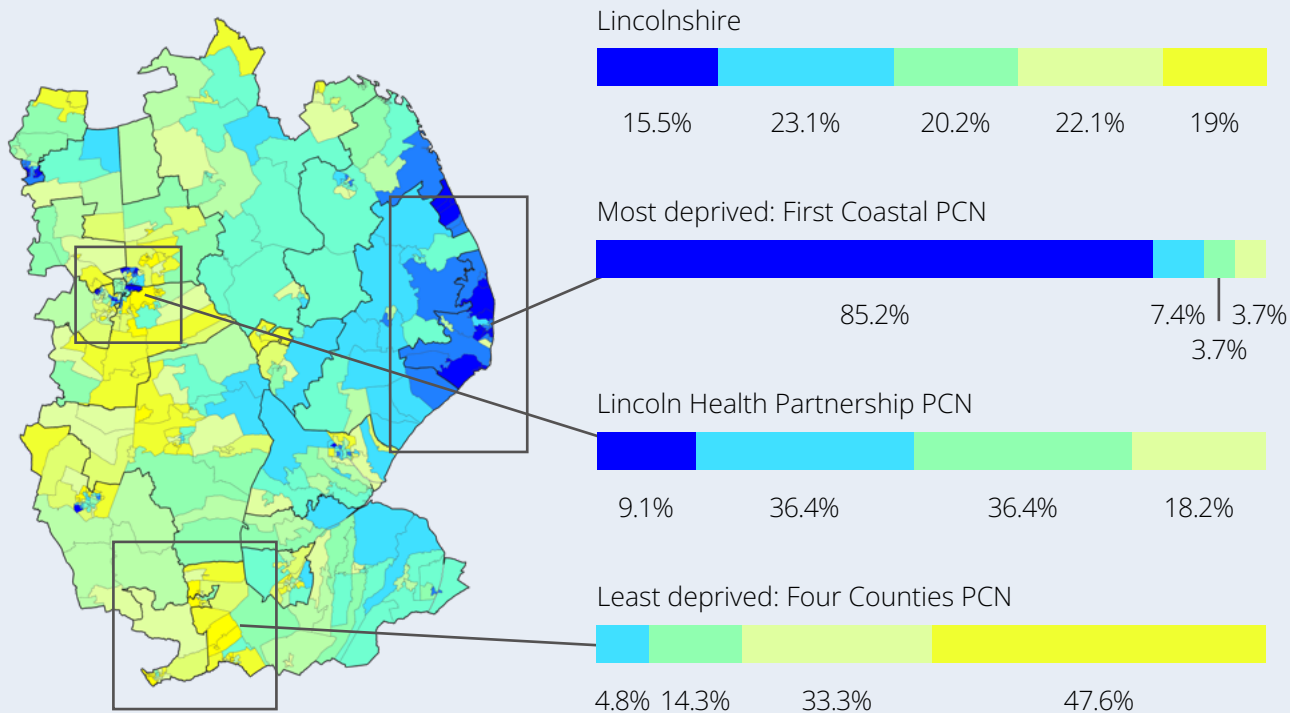 Lincolnshire
15.5% 23.1% 20.2% 22.1% 19%
Most deprived: First Coastal PCN
85.2% 7.4% 3.7%
3.7%
Lincoln Health Partnership PCN
9.1% 36.4% 36.4% 18.2%
Least deprived: Four Counties PCN
4.8% 14.3% 33.3% 47.6%